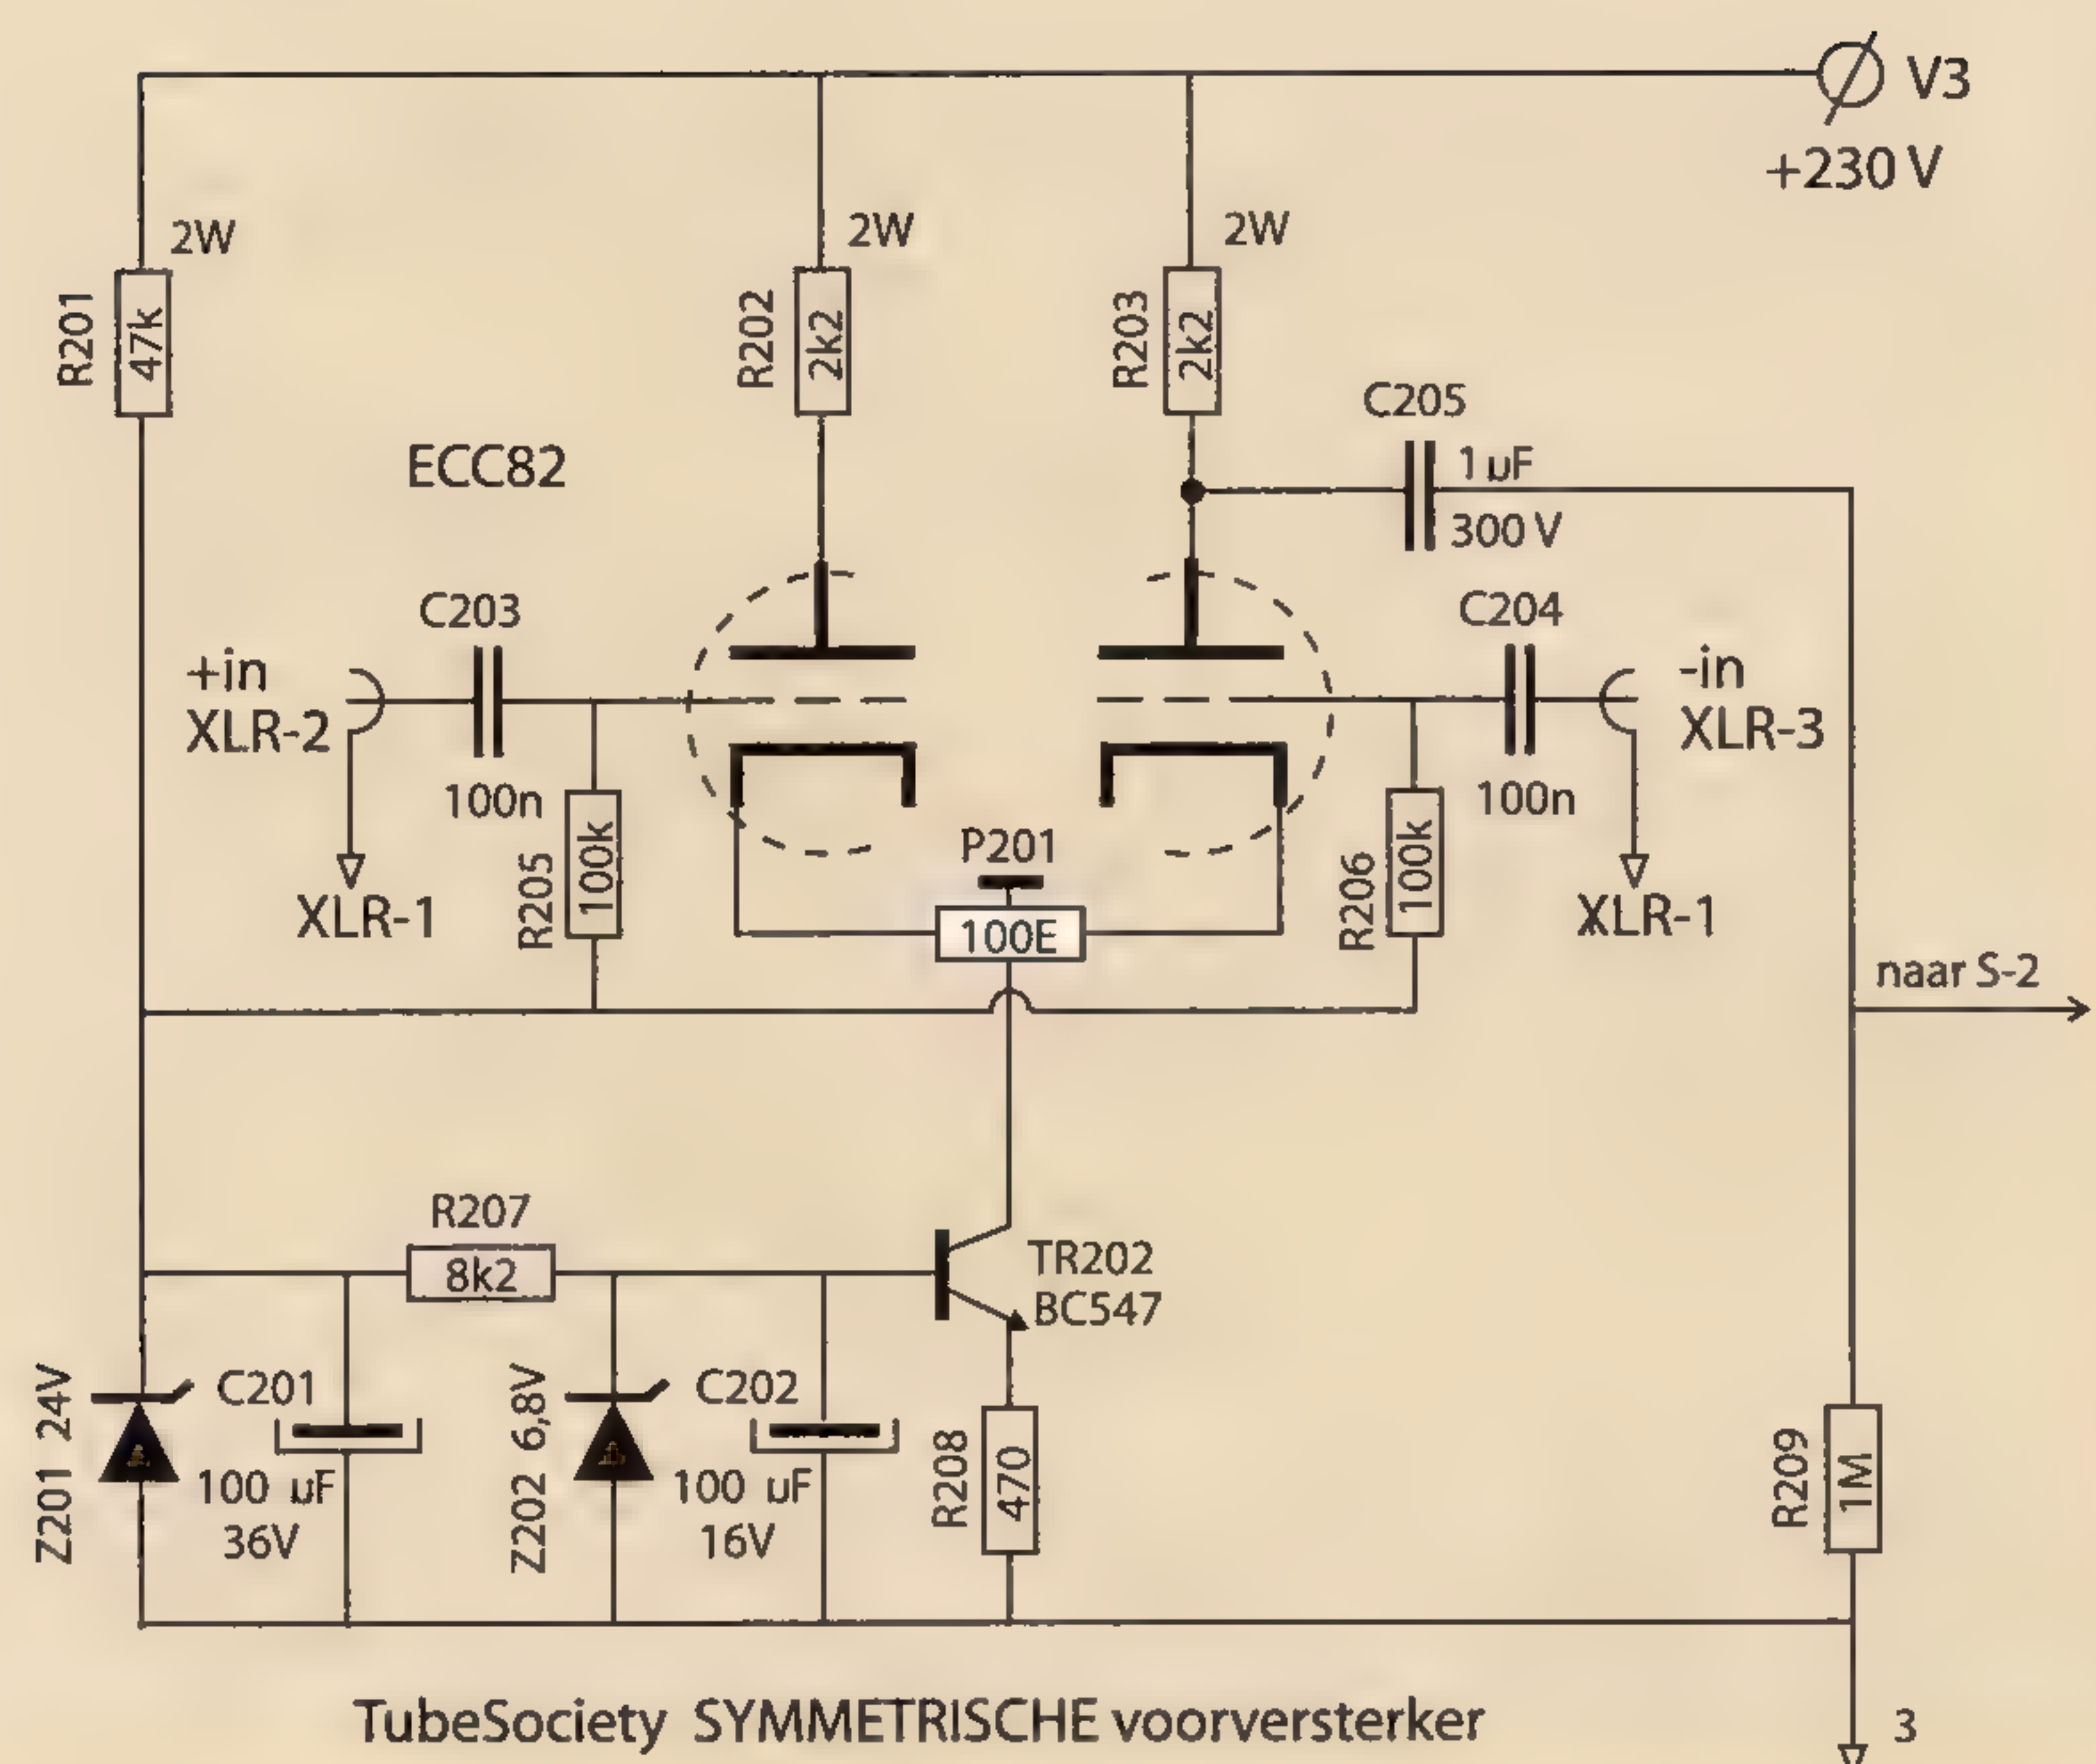 V3
+230 V
2W
2W
2W
R201
47k
R202
2k2
R203
2k2
C205
1 uF
300 V
ECC82
C203
C204
+in
XLR-2
-in
XLR-3
100n
100n
P201
100E
R205
100k
R206
100k
XLR-1
XLR-1
naar S-2
R207
8k2
TR202
BC547
Z201 24V
C201
100 uF
36V
Z202 6,8V
C202
100 uF
16V
R208
470
R209
1M
TubeSociety SYMMETRISCHE voorversterker
3